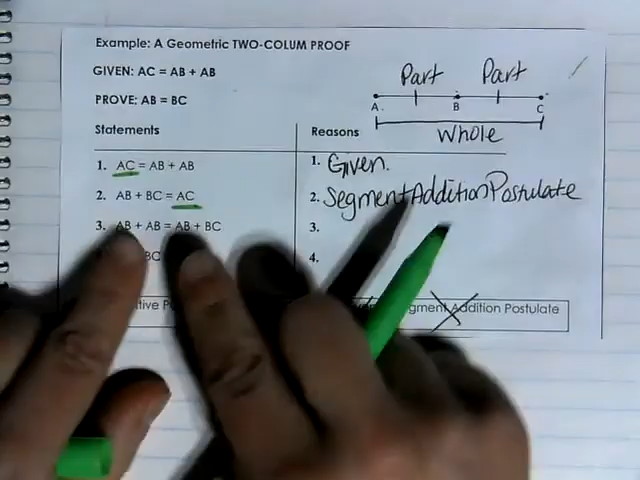 Example: A Geometric TWO-COLUM PROOF
GIVEN: AC = AB + AB
PROVE: AB = BC
Part Part
A B C
Whole
Statements Reasons
1. AC = AB + AB 1. Given.
2. AB + BC = AC 2. Segment Addition Postulate
3. AB + AB = AB + BC 3.
BC 4.
Addition Postulate